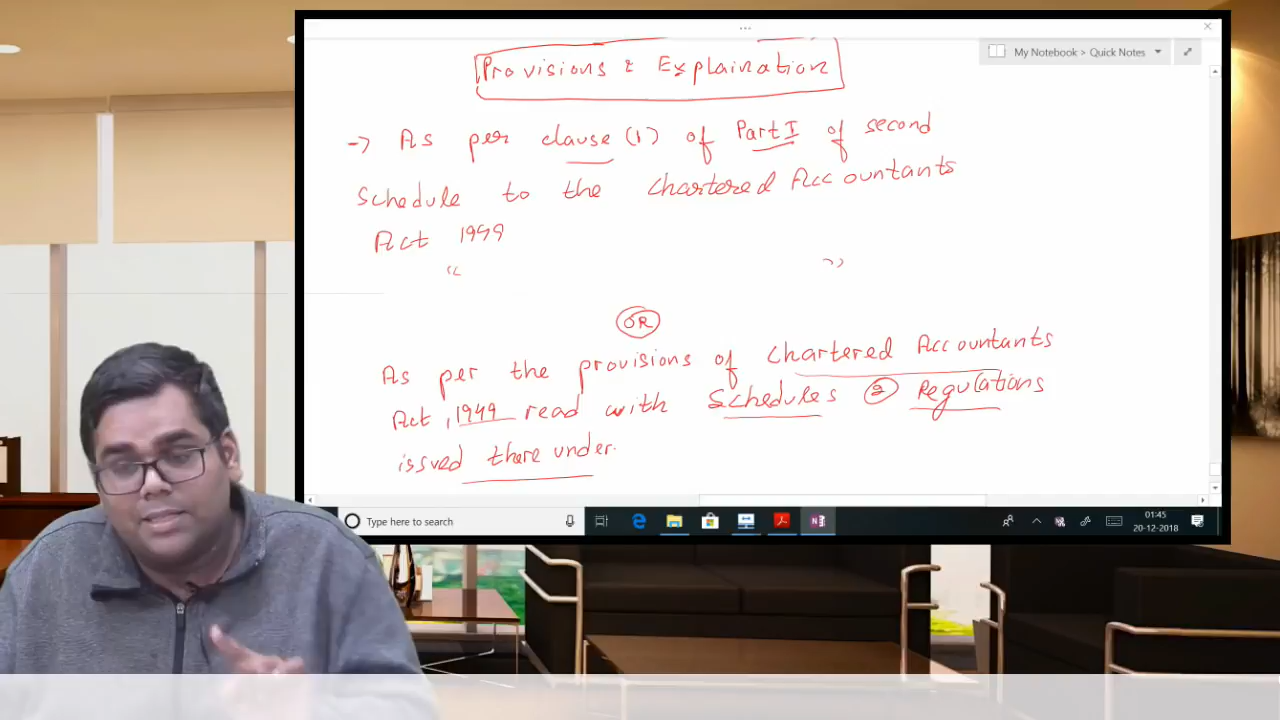 ...
My Notebook > Quick Notes
Provisions & Explaination
→ As per clause (1) of Part I of second
Schedule to the Chartered Accountants
Act 1949
“ ”
OR
As per the provisions of Chartered Accountants
Act, 1949 read with Schedules & Regulations
issued there under.
Type here to search
01:45
20-12-2018